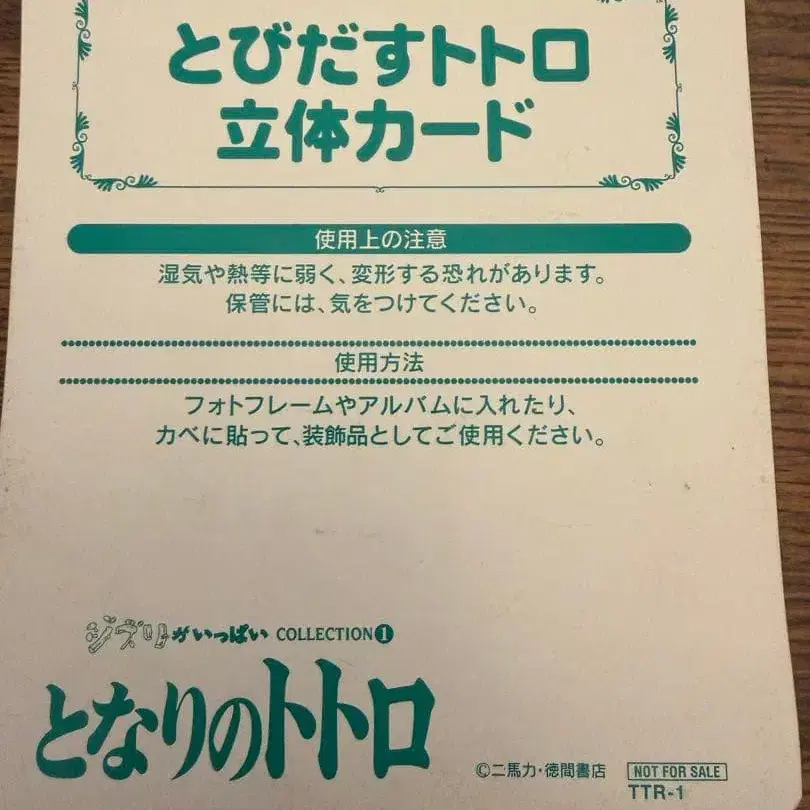 とびだすトトロ
立体カード
使用上の注意
湿気や熱等に弱く、変形する恐れがあります。
保管には、気をつけてください。
使用方法
フォトフレームやアルバムに入れたり、
カベに貼って、装飾品としてご使用ください。
ジブリがいっぱい COLLECTION❶
となりのトトロ
©二馬力・徳間書店 NOT FOR SALE
TTR-1